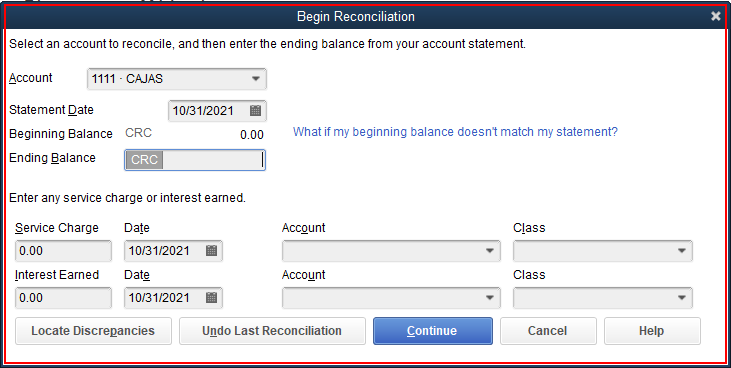 Begin Reconciliation
Select an account to reconcile, and then enter the ending balance from your account statement.
Account 1111 · CAJAS
Statement Date 10/31/2021
Beginning Balance CRC 0.00 What if my beginning balance doesn't match my statement?
Ending Balance CRC
Enter any service charge or interest earned.
Service Charge Date Account Class
0.00 10/31/2021
Interest Earned Date Account Class
0.00 10/31/2021
Locate Discrepancies Undo Last Reconciliation Continue Cancel Help